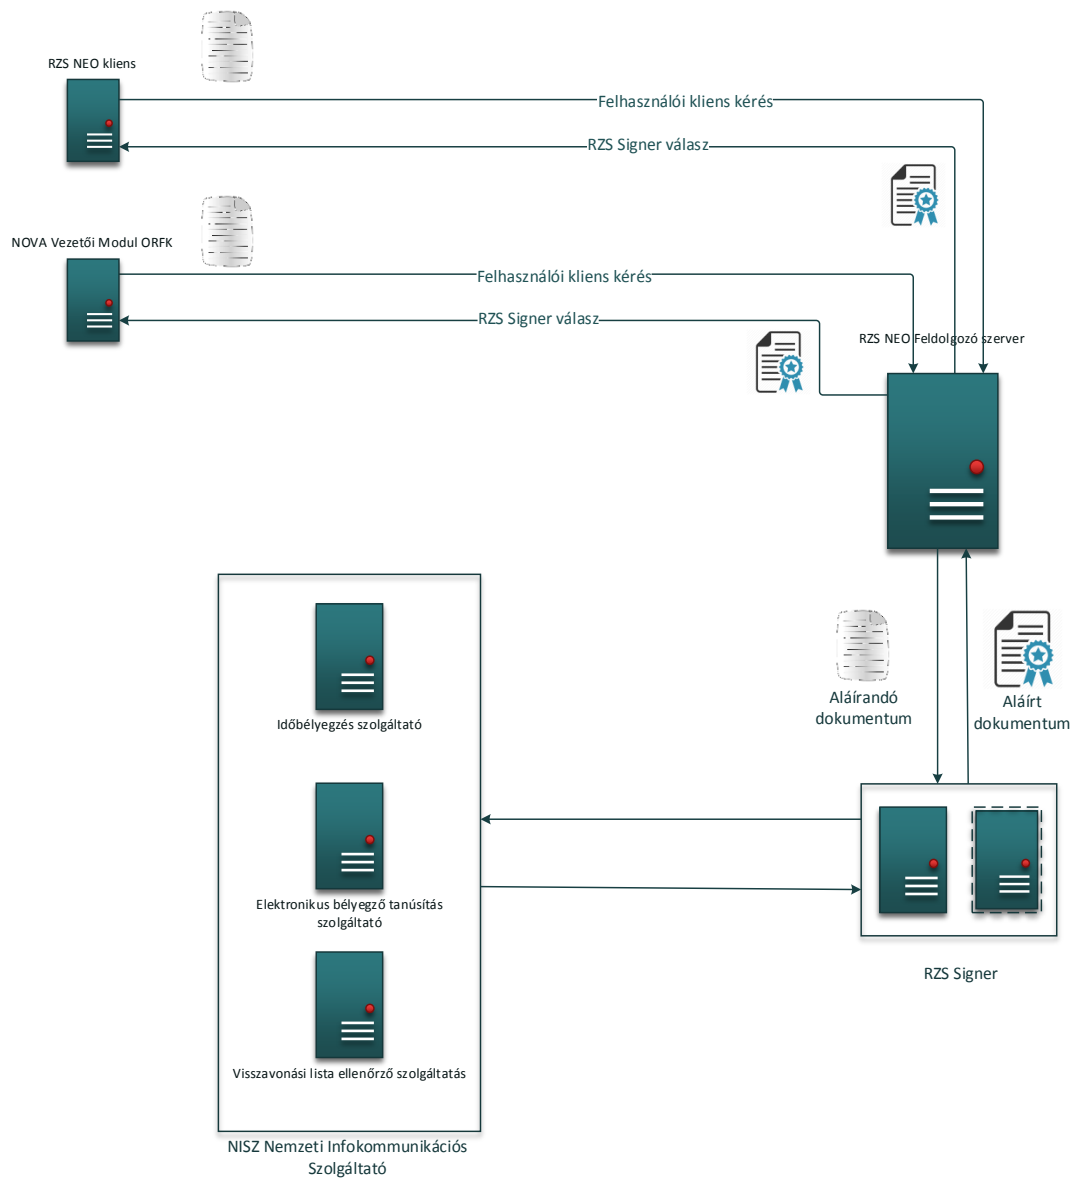 RZS NEO kliens
Felhasználói kliens kérés
RZS Signer válasz
NOVA Vezetői Modul ORFK
Felhasználói kliens kérés
RZS Signer válasz
RZS NEO Feldolgozó szerver
Aláírandó
dokumentum
Aláírt
dokumentum
Időbélyegzés szolgáltató
Elektronikus bélyegző tanúsítás
szolgáltató
RZS Signer
Visszavonási lista ellenőrző szolgáltatás
NISZ Nemzeti Infokommunikációs
Szolgáltató